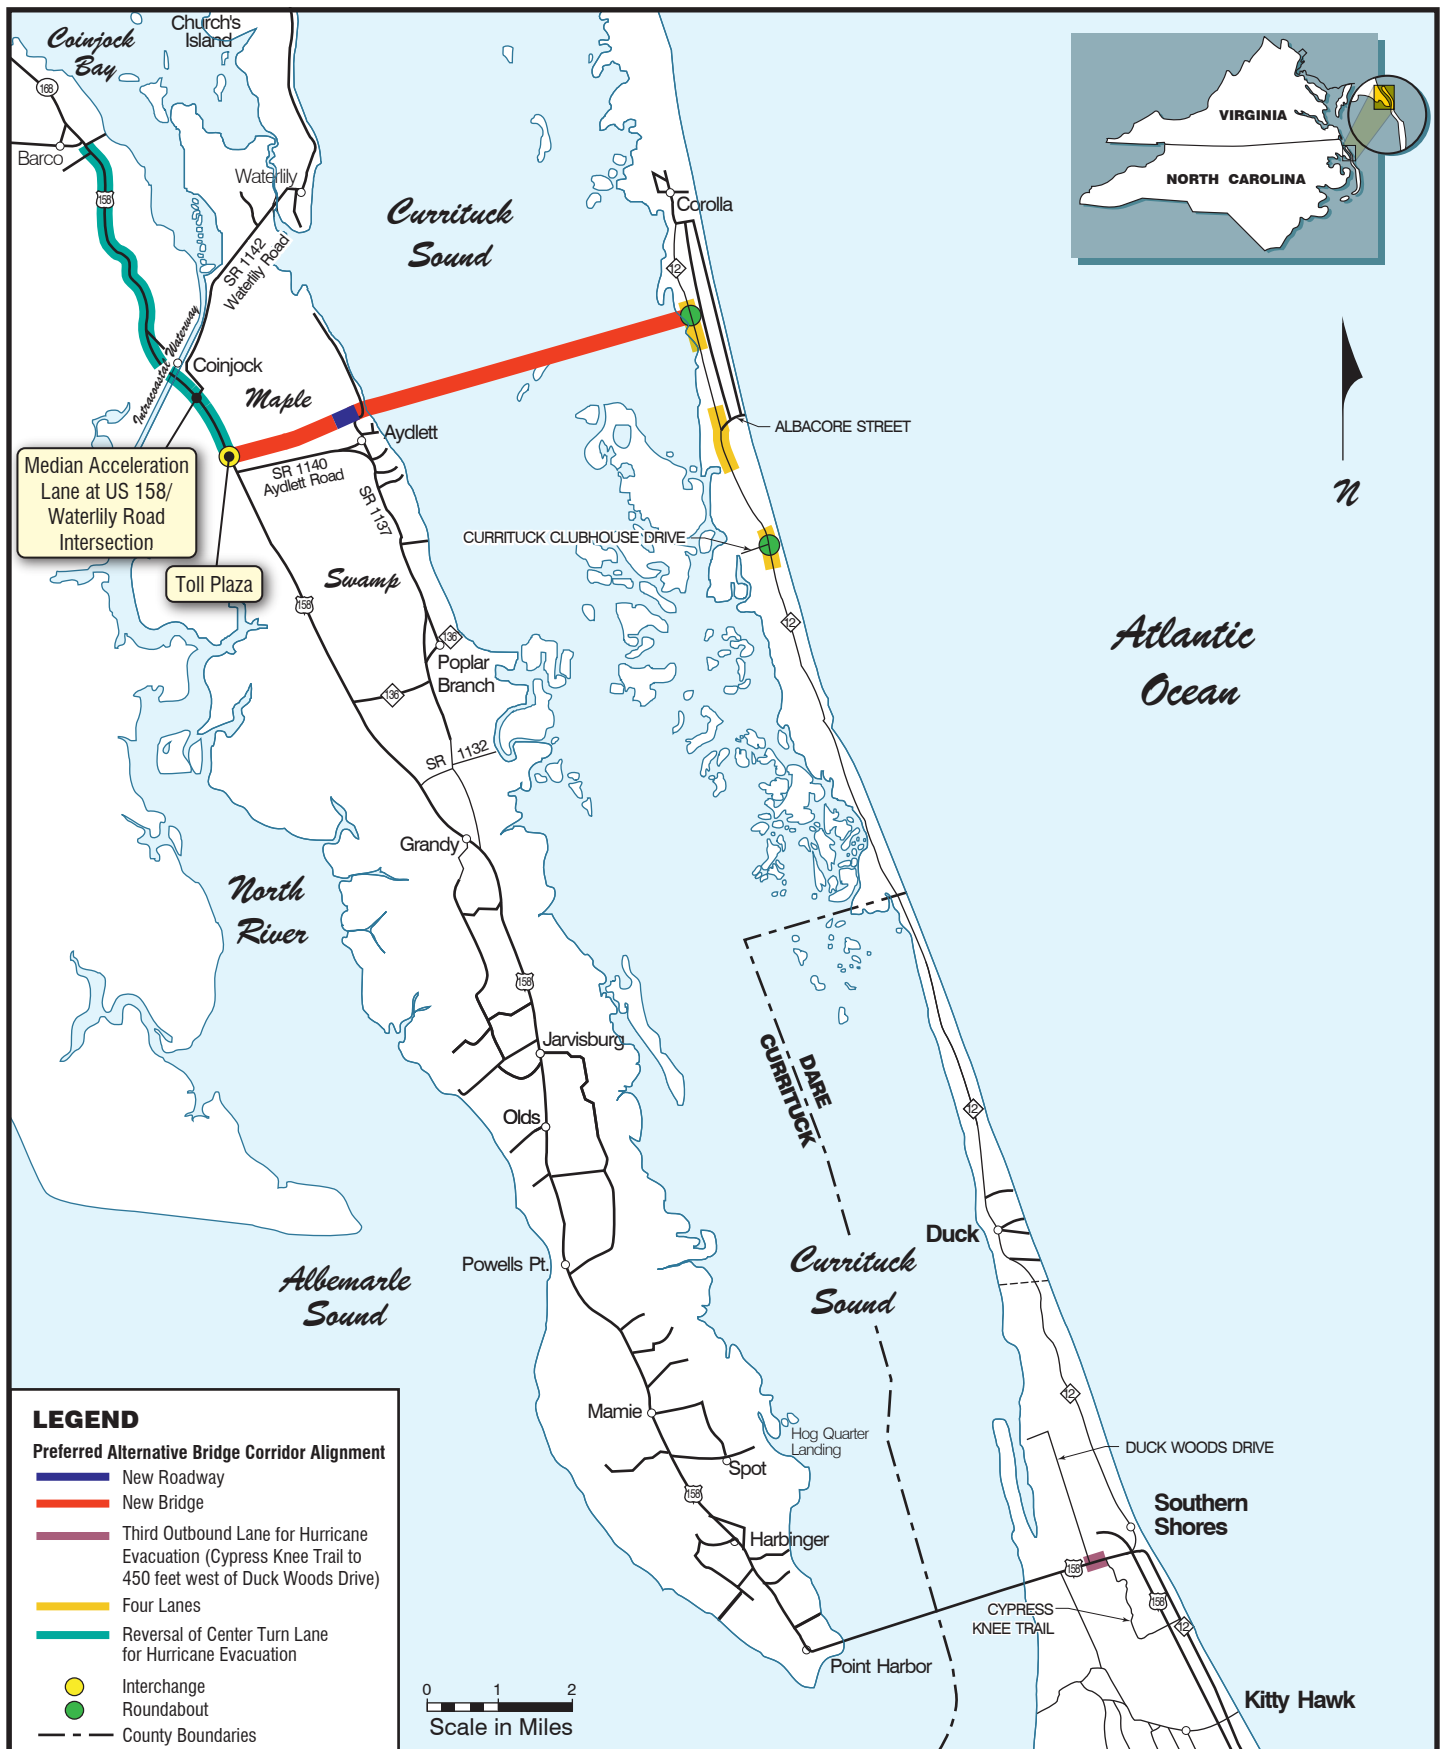 Coinjock
Bay
Church's
Island
168
Barco
158
Waterlily
SR 1142
Waterlily Road
Intracoastal Waterway
Coinjock
Maple
Currituck
Sound
Corolla
12
VIRGINIA
NORTH CAROLINA
N
Aydlett
SR 1140
Aydlett Road
SR 1137
ALBACORE STREET
CURRITUCK CLUBHOUSE DRIVE
Median Acceleration
Lane at US 158/
Waterlily Road
Intersection
Toll Plaza
Swamp
158
12
136
Poplar
Branch
136
SR 1132
Atlantic
Ocean
Grandy
North
River
158
Jarvisburg
DARE
CURRITUCK
12
Olds
Duck
Powells Pt.
Albemarle
Sound
Currituck
Sound
12
Mamie
Hog Quarter
Landing
Spot
158
DUCK WOODS DRIVE
Southern
Shores
Harbinger
158
158
12
CYPRESS
KNEE TRAIL
Point Harbor
Kitty Hawk
LEGEND
Preferred Alternative Bridge Corridor Alignment
New Roadway
New Bridge
Third Outbound Lane for Hurricane
Evacuation (Cypress Knee Trail to
450 feet west of Duck Woods Drive)
Four Lanes
Reversal of Center Turn Lane
for Hurricane Evacuation
Interchange
Roundabout
County Boundaries
0 1 2
Scale in Miles